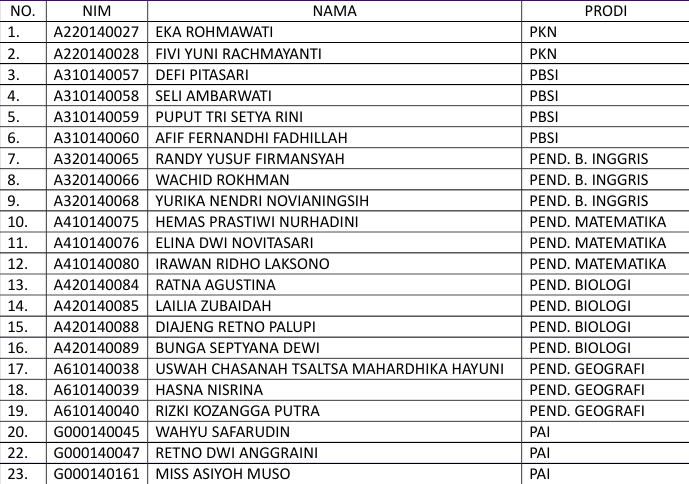 NO. NIM NAMA PRODI
1. A220140027 EKA ROHMAWATI PKN
2. A220140028 FIVI YUNI RACHMAYANTI PKN
3. A310140057 DEFI PITASARI PBSI
4. A310140058 SELI AMBARWATI PBSI
5. A310140059 PUPUT TRI SETYA RINI PBSI
6. A310140060 AFIF FERNANDHI FADHILLAH PBSI
7. A320140065 RANDY YUSUF FIRMANSYAH PEND. B. INGGRIS
8. A320140066 WACHID ROKHMAN PEND. B. INGGRIS
9. A320140068 YURIKA NENDRI NOVIANINGSIH PEND. B. INGGRIS
10. A410140075 HEMAS PRASTIWI NURHADINI PEND. MATEMATIKA
11. A410140076 ELINA DWI NOVITASARI PEND. MATEMATIKA
12. A410140080 IRAWAN RIDHO LAKSONO PEND. MATEMATIKA
13. A420140084 RATNA AGUSTINA PEND. BIOLOGI
14. A420140085 LAILIA ZUBAIDAH PEND. BIOLOGI
15. A420140088 DIAJENG RETNO PALUPI PEND. BIOLOGI
16. A420140089 BUNGA SEPTYANA DEWI PEND. BIOLOGI
17. A610140038 USWAH CHASANAH TSALTSA MAHARDHIKA HAYUNI PEND. GEOGRAFI
18. A610140039 HASNA NISRINA PEND. GEOGRAFI
19. A610140040 RIZKI KOZANGGA PUTRA PEND. GEOGRAFI
20. G000140045 WAHYU SAFARUDIN PAI
22. G000140047 RETNO DWI ANGGRAINI PAI
23. G000140161 MISS ASIYOH MUSO PAI